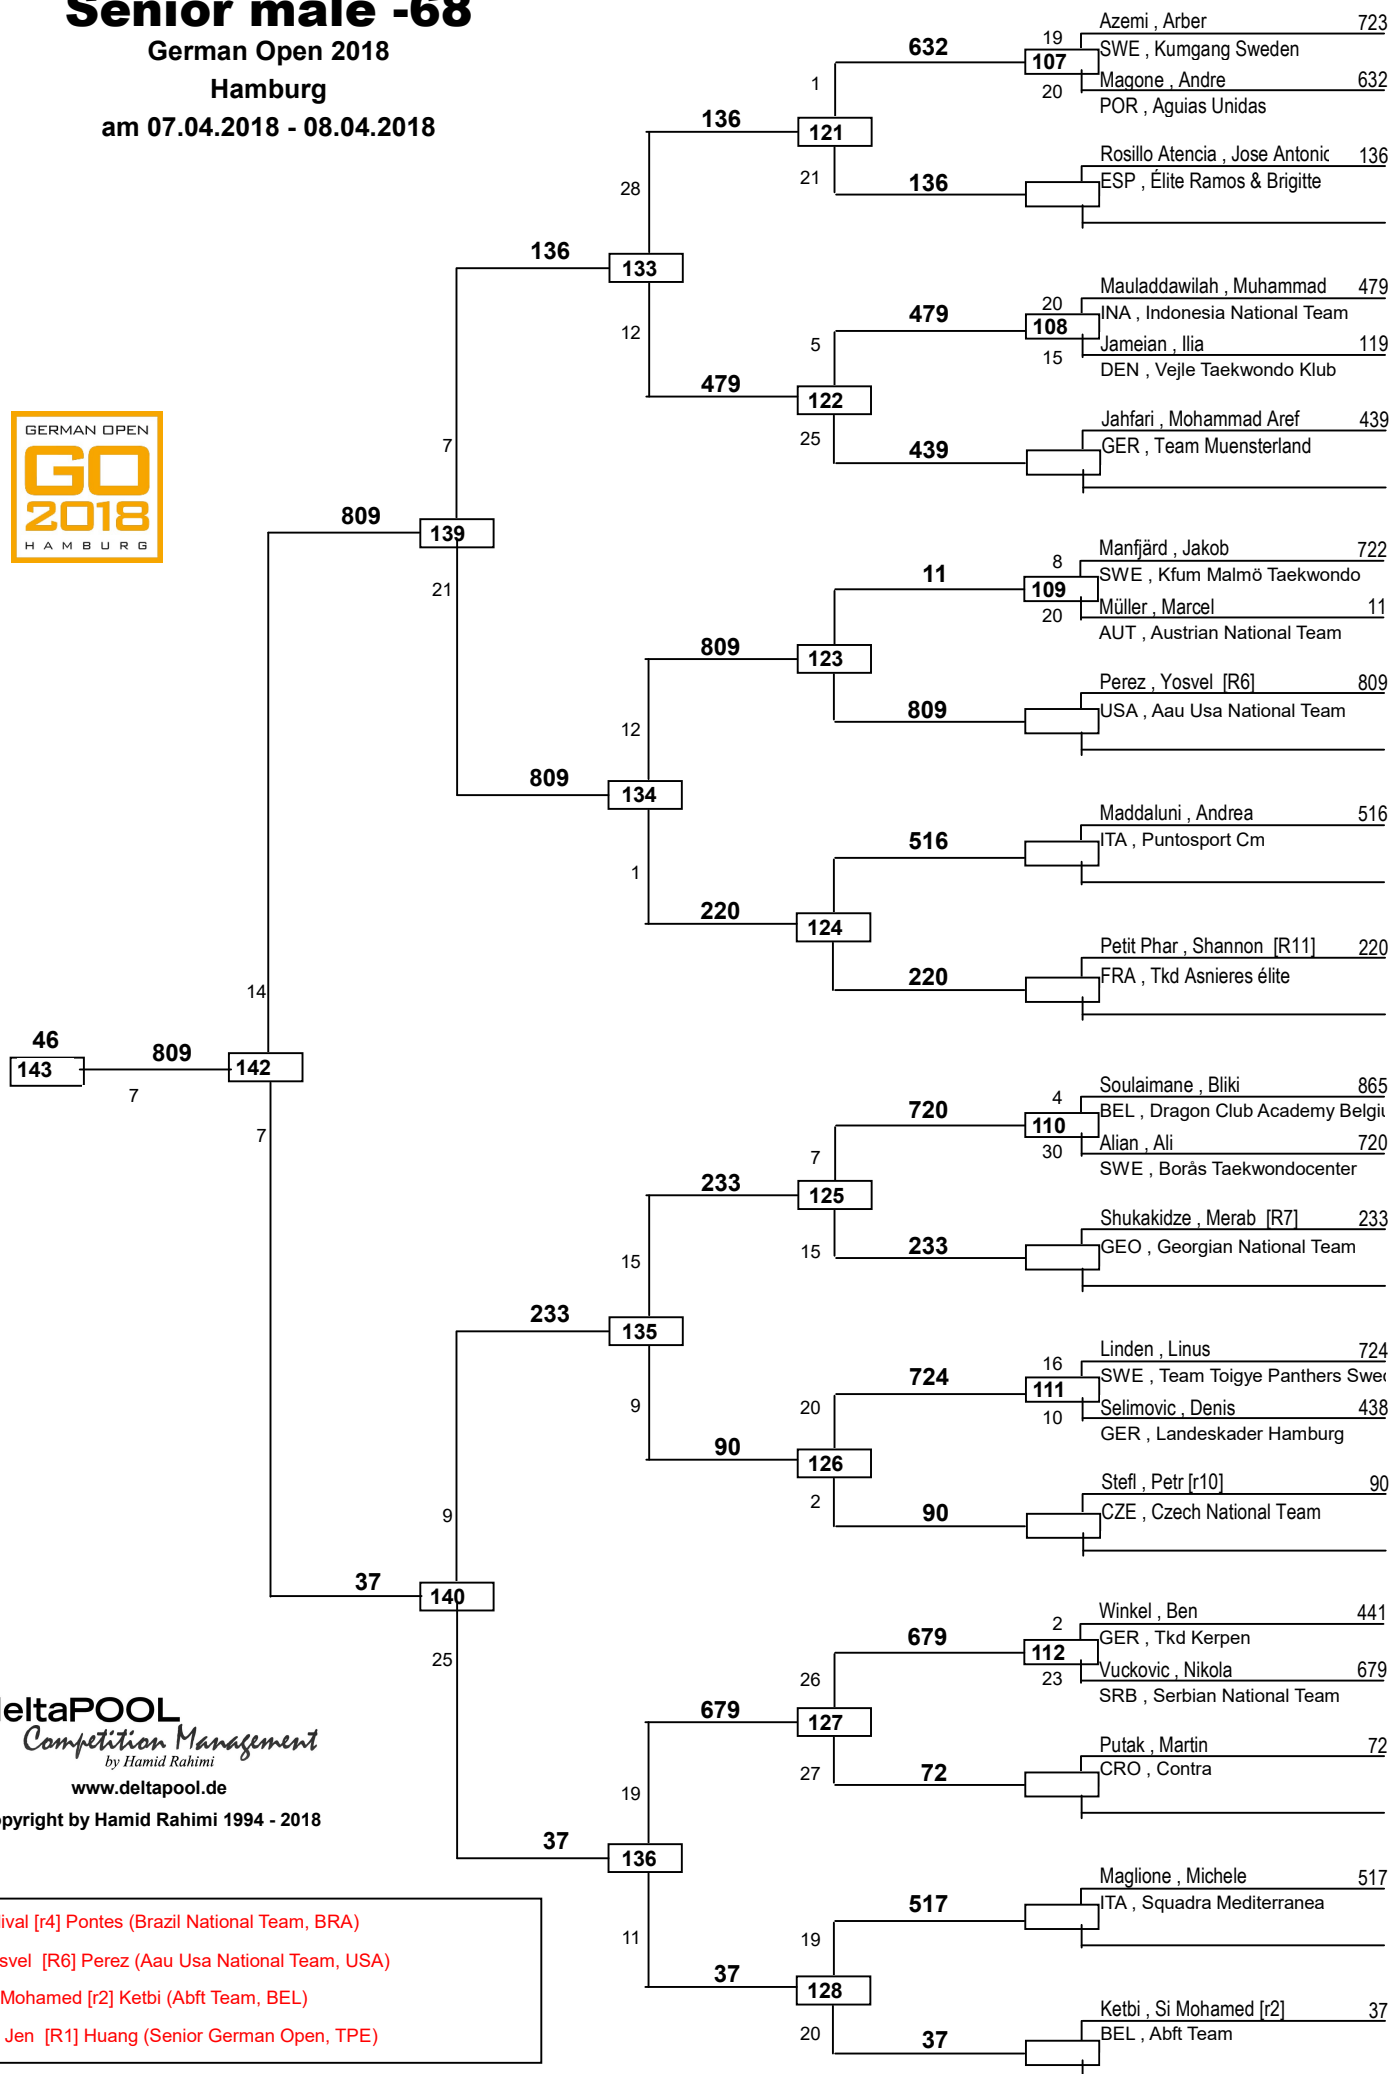 Senior male -68
German Open 2018
Hamburg
am 07.04.2018 - 08.04.2018
GERMAN OPEN
GO
2018
HAMBURG
Azemi , Arber 723
19
632
107
SWE , Kumgang Sweden
Magone , Andre 632
20
POR , Aguias Unidas
1
136
121
21
Rosillo Atencia , Jose Antonio 136
136
ESP , Élite Ramos & Brigitte
28
136
133
12
Mauladdawilah , Muhammad 479
20
479
108
INA , Indonesia National Team
Jameian , Ilia 119
15
DEN , Vejle Taekwondo Klub
5
479
122
25
Jahfari , Mohammad Aref 439
439
GER , Team Muensterland
7
809
139
21
Manfjärd , Jakob 722
8
11
109
SWE , Kfum Malmö Taekwondo
Müller , Marcel 11
20
AUT , Austrian National Team
809
123
Perez , Yosvel [R6] 809
809
USA , Aau Usa National Team
12
809
134
1
Maddaluni , Andrea 516
516
ITA , Puntosport Cm
220
124
Petit Phar , Shannon [R11] 220
220
FRA , Tkd Asnieres élite
14
46
143
809
142
7
7
Soulaimane , Bliki 865
4
720
110
BEL , Dragon Club Academy
Alian , Ali 720
30
SWE , Borås Taekwondocenter
7
233
125
15
Shukakidze , Merab [R7] 233
233
GEO , Georgian National Team
15
233
135
9
Linden , Linus 724
16
724
111
SWE , Team Toigye Panthers
Selimovic , Denis 438
10
GER , Landeskader Hamburg
20
90
126
2
Stefl , Petr [r10] 90
90
CZE , Czech National Team
9
37
140
25
Winkel , Ben 441
2
679
112
GER , Tkd Kerpen
Vuckovic , Nikola 679
23
SRB , Serbian National Team
26
679
127
27
Putak , Martin 72
72
CRO , Contra
19
37
136
11
Maglione , Michele 517
517
ITA , Squadra Mediterranea
19
37
128
20
Ketbi , Si Mohamed [r2] 37
37
BEL , Abft Team
deltaPOOL
Competition Management
by Hamid Rahimi
www.deltapool.de
opyright by Hamid Rahimi 1994 - 2018
[r4] Pontes (Brazil National Team, BRA)
[R6] Perez (Aau Usa National Team, USA)
Mohamed [r2] Ketbi (Abft Team, BEL)
Jen [R1] Huang (Senior German Open, TPE)